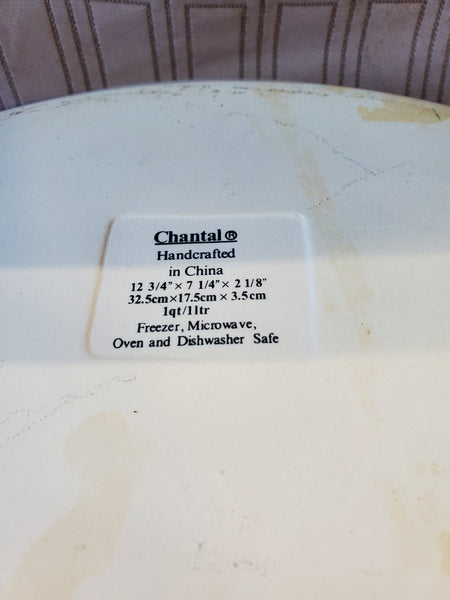 Chantal®
Handcrafted
in China
12 3/4"× 7 1/4"× 2 1/8"
32.5cm×17.5cm × 3.5cm
1qt/1ltr
Freezer, Microwave,
Oven and Dishwasher Safe